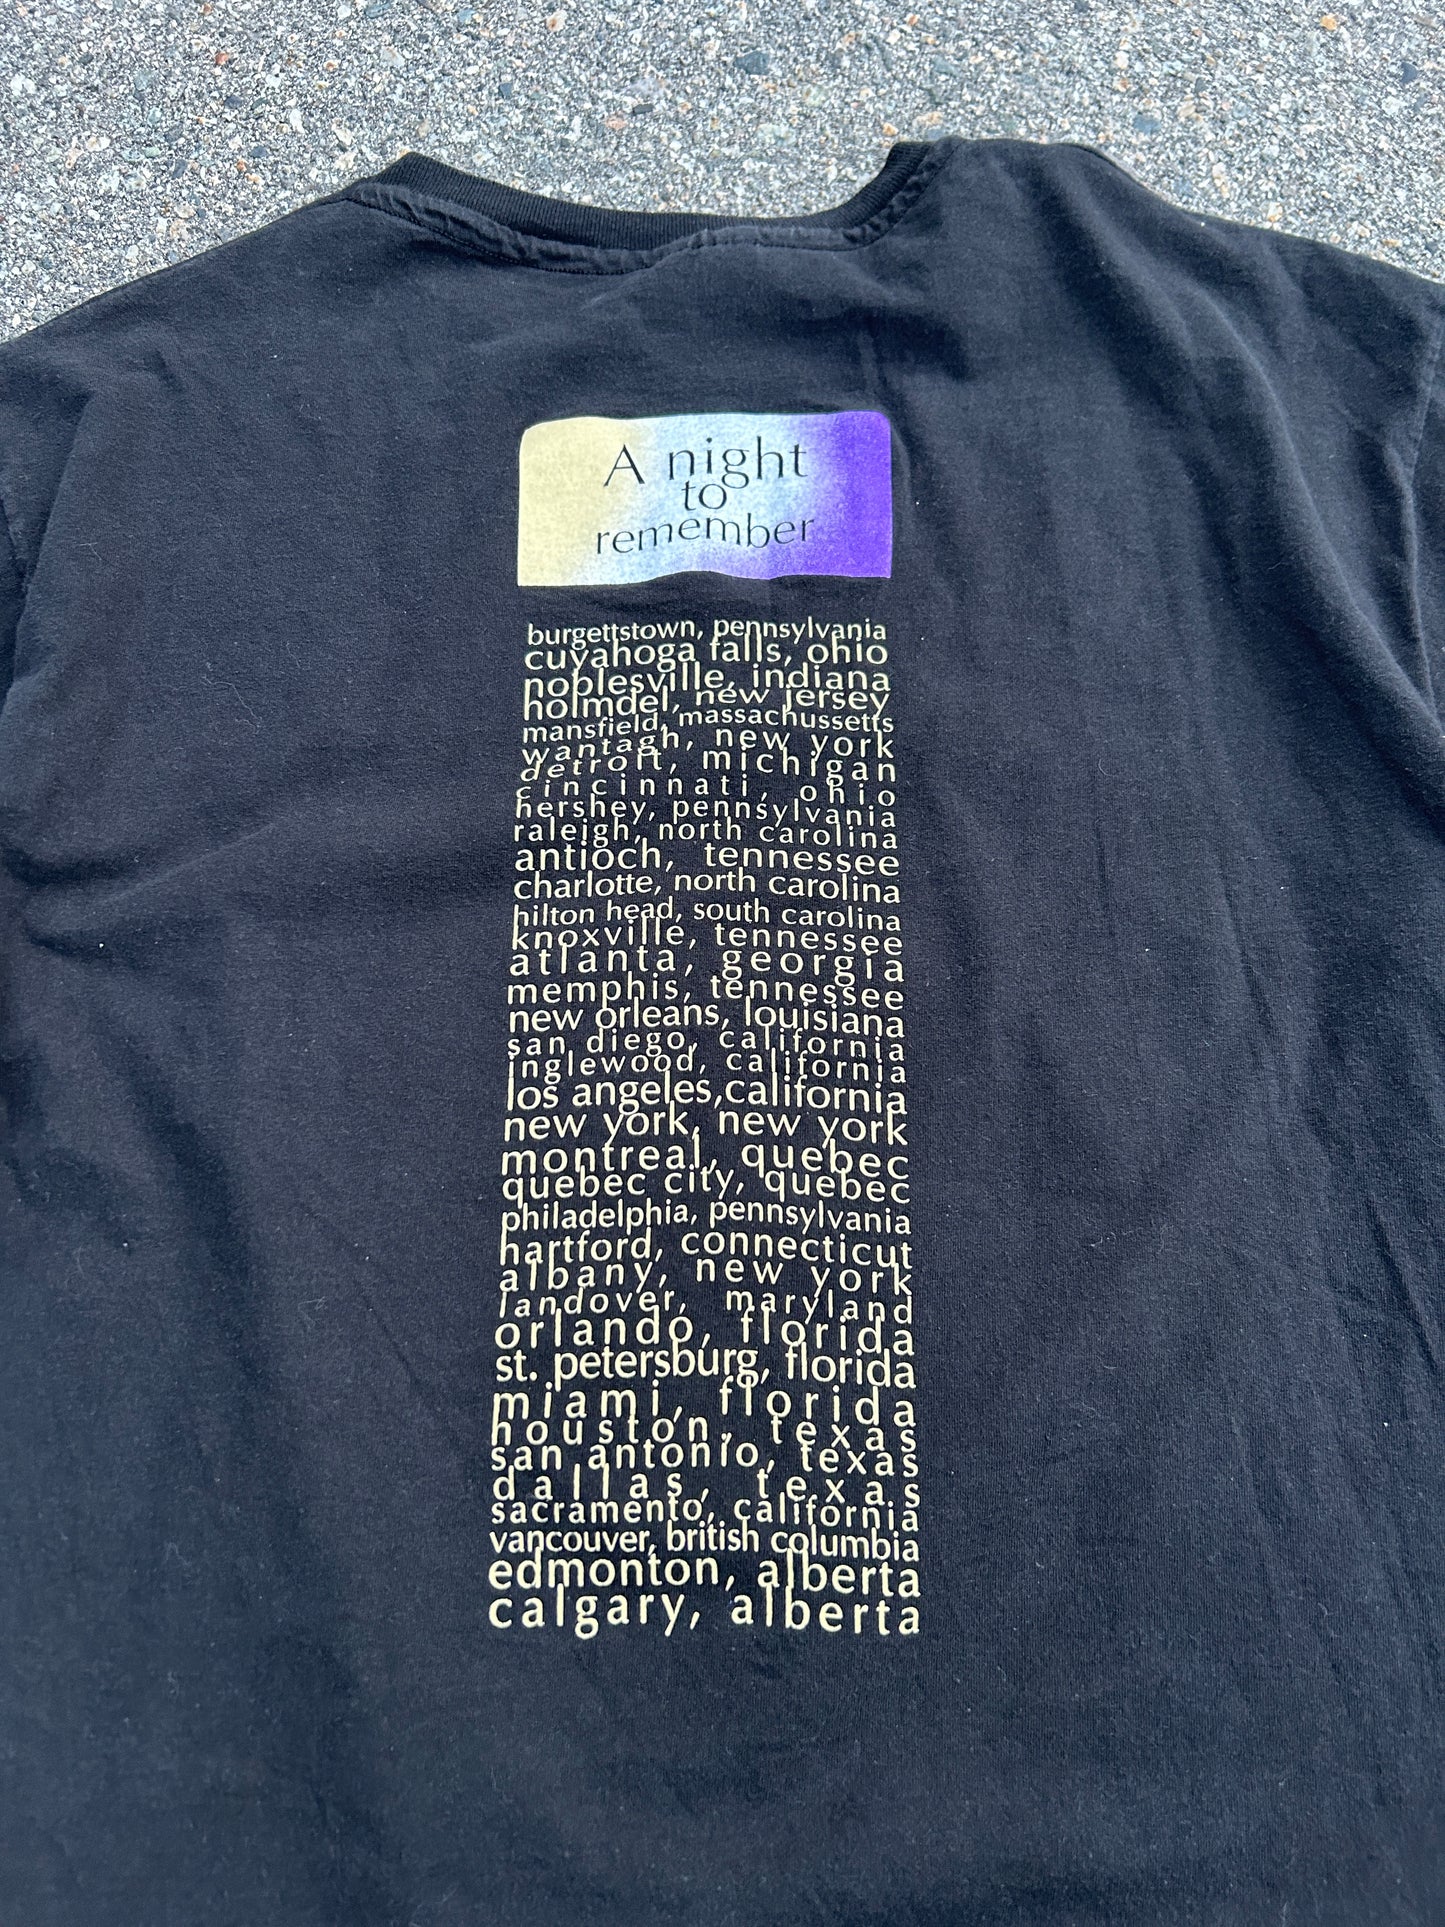 A night
to
remember
burgettstown, pennsylvania
cuyahoga falls, ohio
noblesville, indiana
holmdel, new jersey
mansfield, massachussetts
wantagh, new york
detroit, michigan
cincinnati, ohio
hershey, pennsylvania
raleigh, north carolina
antioch, tennessee
charlotte, north carolina
hilton head, south carolina
knoxville, tennessee
atlanta, georgia
memphis, tennessee
new orleans, louisiana
san diego, california
inglewood, california
los angeles,california
new york, new york
montreal, quebec
quebec city, quebec
philadelphia, pennsylvania
hartford, connecticut
albany, new york
landover, maryland
orlando, florida
st. petersburg, florida
miami, florida
houston, texas
san antonio, texas
dallas, texas
sacramento, california
vancouver, british columbia
edmonton, alberta
calgary, alberta